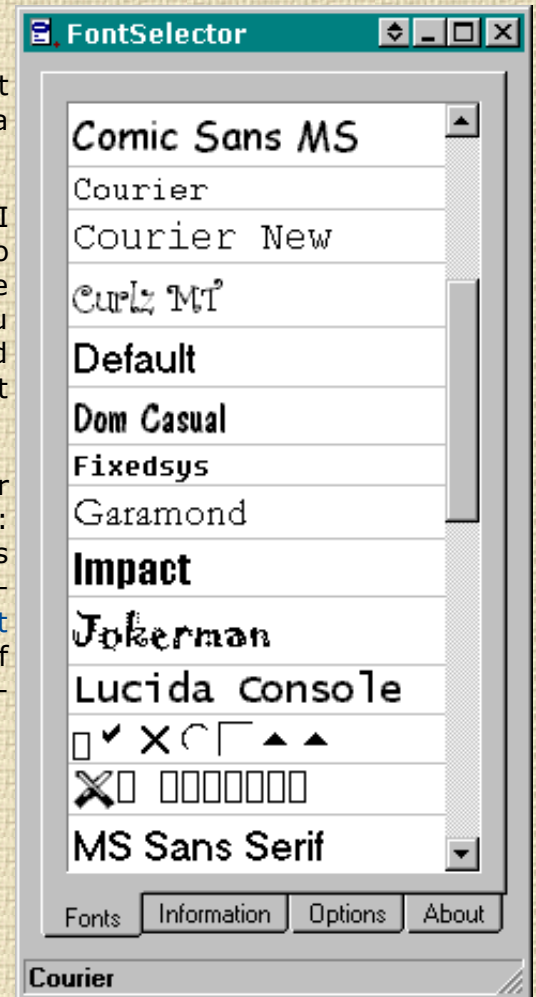 FontSelector
t
a
I
o
e
u
d
t
r
:
s
-
t
f
-
Comic Sans MS
Courier
Courier New
Curlz MT
Default
Dom Casual
Fixedsys
Garamond
Impact
Jokerman
Lucida Console
MS Sans Serif
Fonts
Information
Options
About
Courier